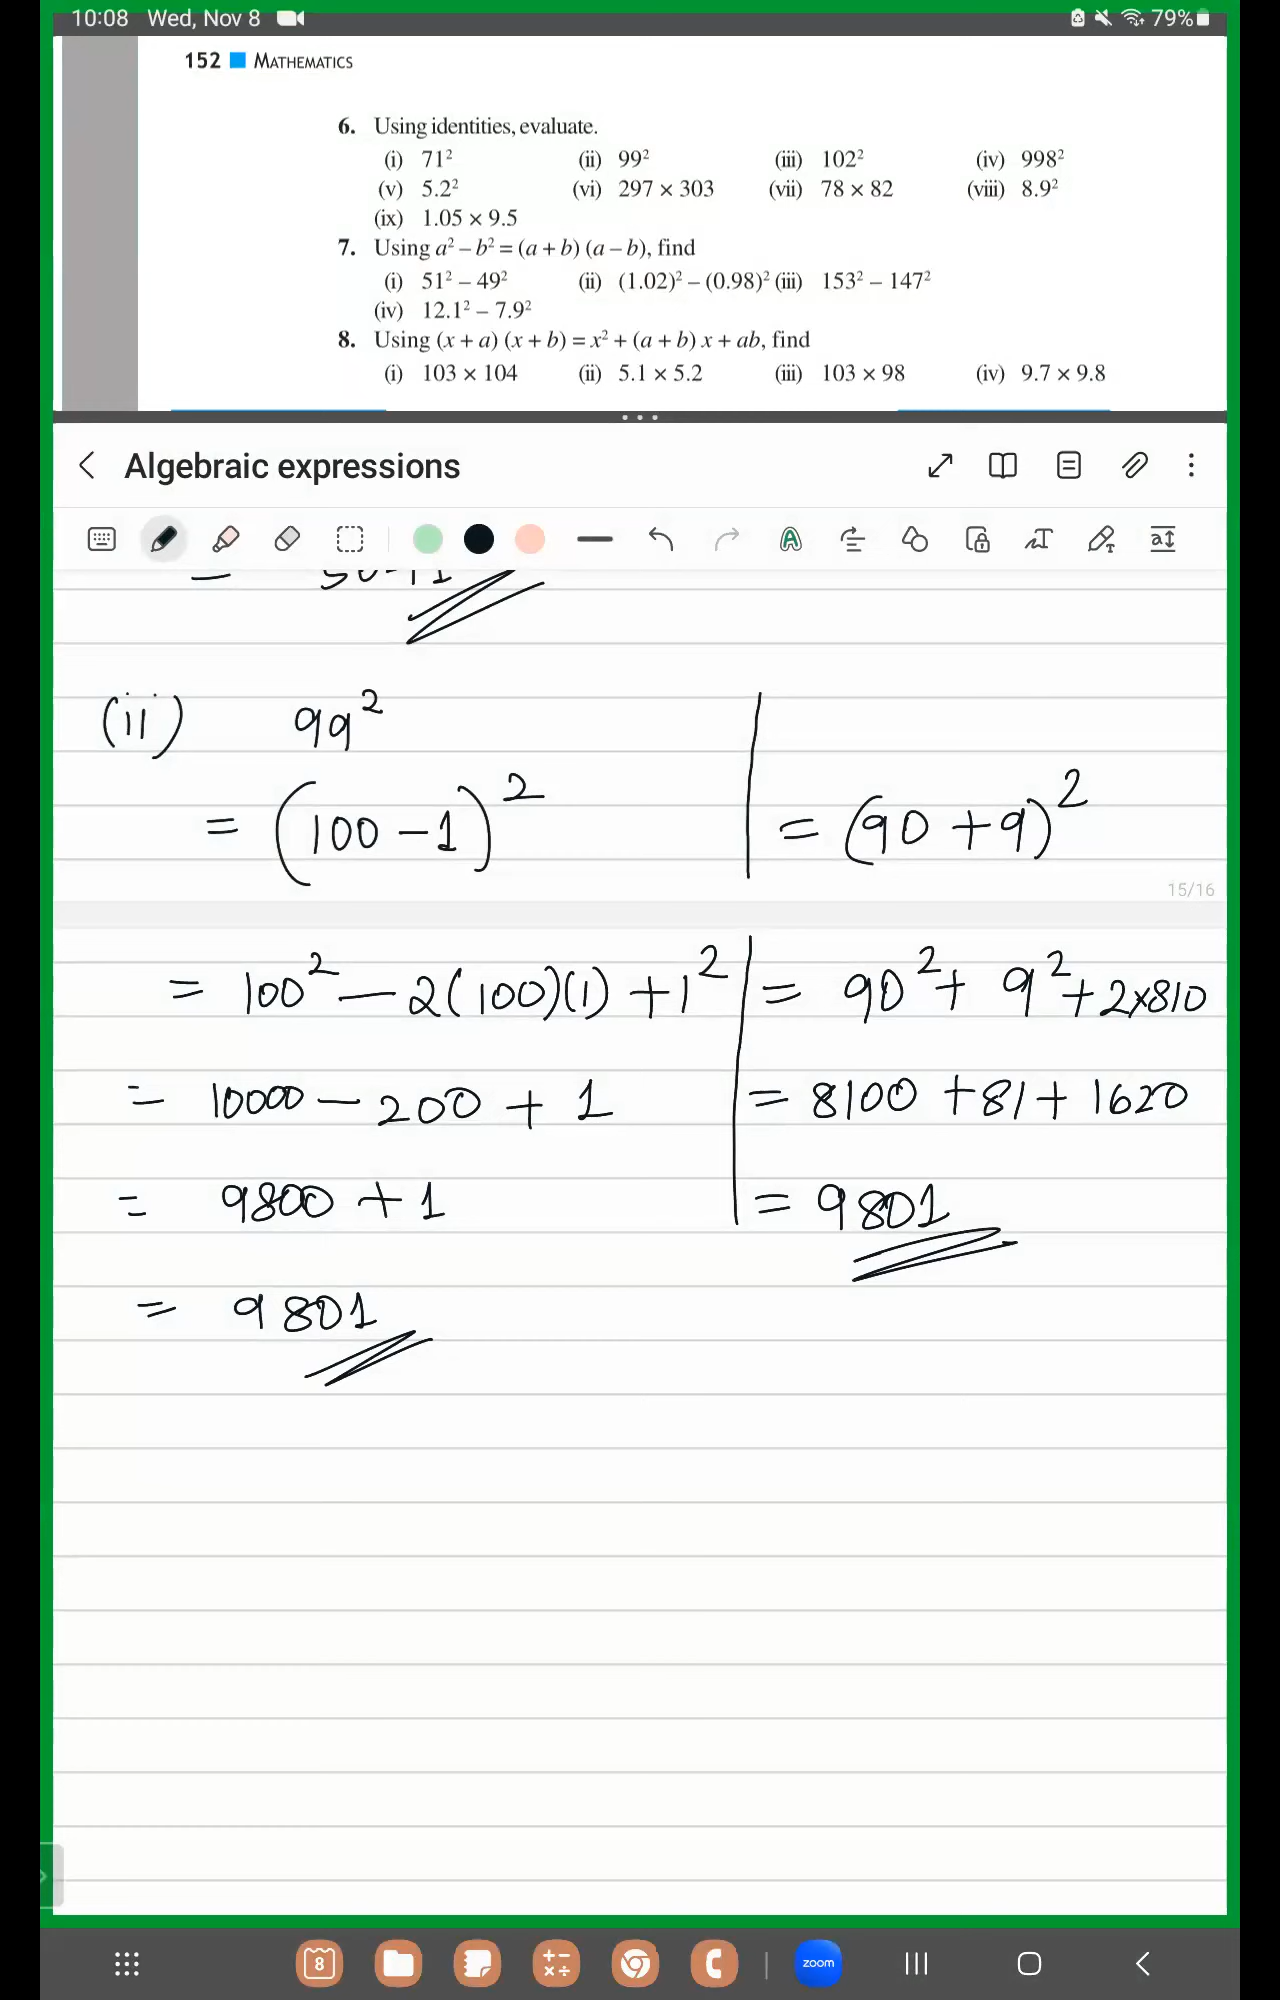 10:08 Wed, Nov 8 79%
152 MATHEMATICS
6. Using identities, evaluate.
(i) 71² (ii) 99² (iii) 102² (iv) 998²
(v) 5.2² (vi) 297 × 303 (vii) 78 × 82 (viii) 8.9²
(ix) 1.05 × 9.5
7. Using a² – b² = (a + b) (a – b), find
(i) 51² – 49² (ii) (1.02)² – (0.98)² (iii) 153² – 147²
(iv) 12.1² – 7.9²
8. Using (x + a) (x + b) = x² + (a + b) x + ab, find
(i) 103 × 104 (ii) 5.1 × 5.2 (iii) 103 × 98 (iv) 9.7 × 9.8
Algebraic expressions
(ii) 99²
= (100 – 1)² = (90 + 9)²
15/16
= 100² – 2(100)(1) + 1² = 90² + 9² + 2×810
= 10000 – 200 + 1 = 8100 + 81 + 1620
= 9800 + 1 = 9801
= 9801
8 zoom